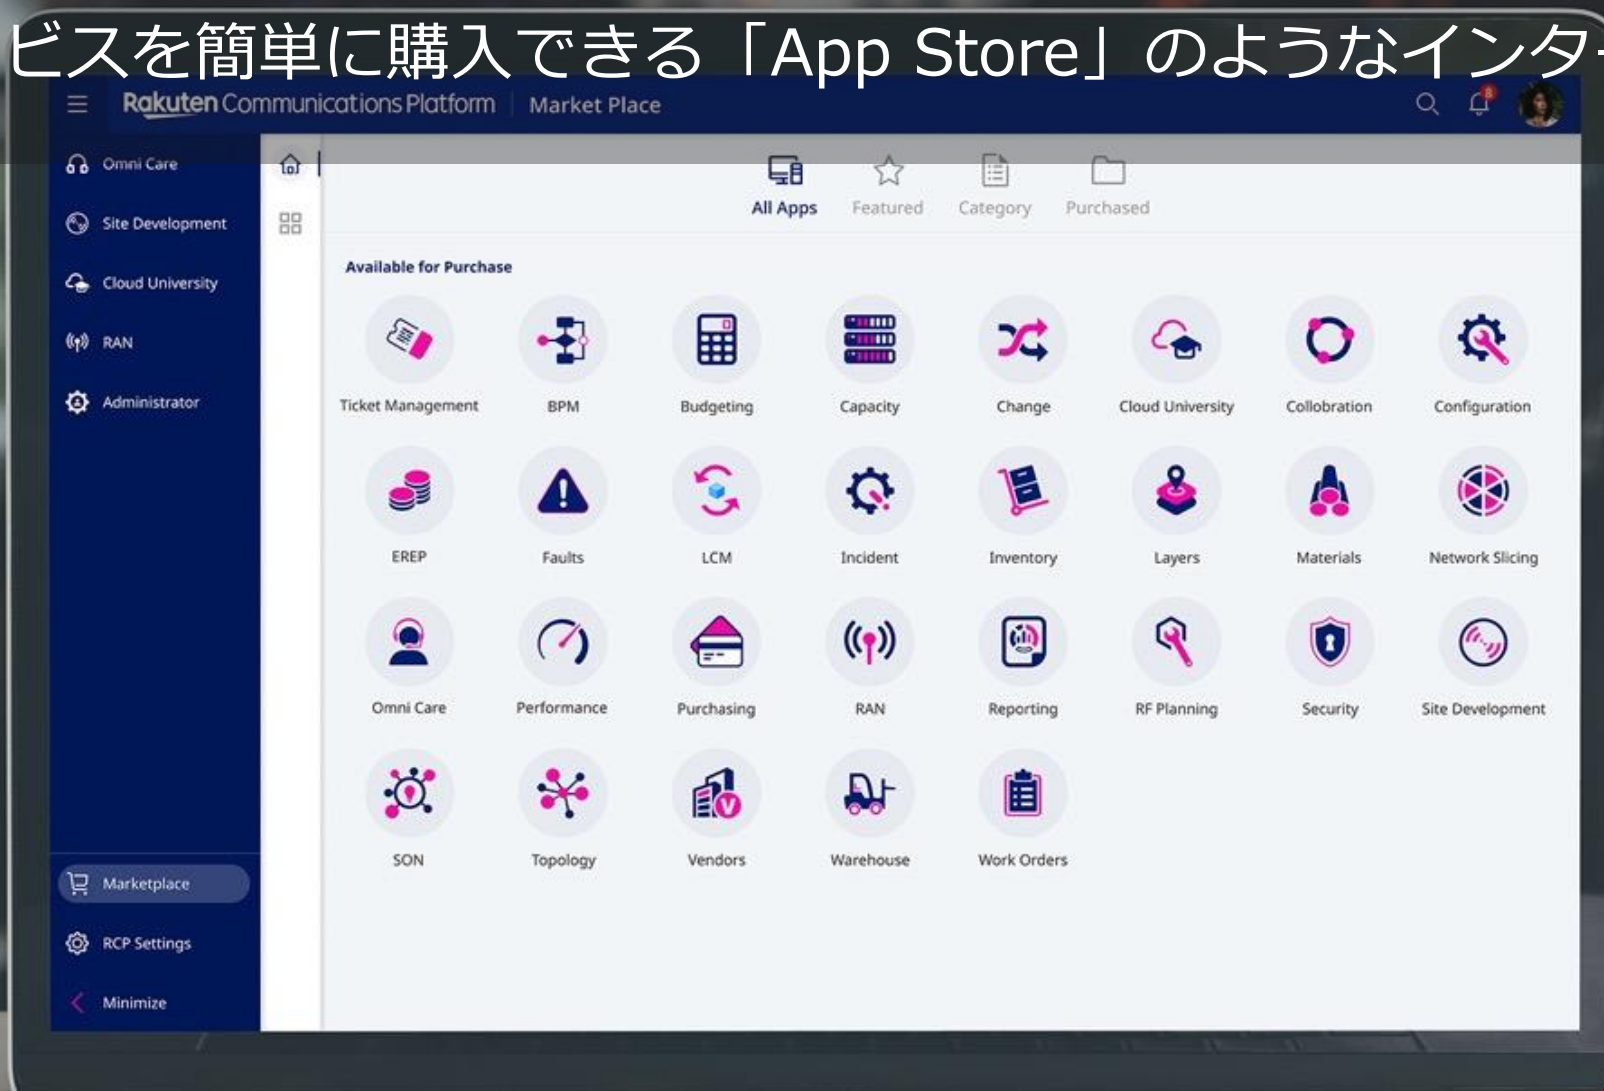 ビスを簡単に購入できる「App Store」のようなインター
Rakuten Communications Platform | Market Place
8
Omni Care
Site Development
Cloud University
RAN
Administrator
All Apps Featured Category Purchased
Available for Purchase
Ticket Management BPM Budgeting Capacity Change Cloud University Collobration Configuration
EREP Faults LCM Incident Inventory Layers Materials Network Slicing
Omni Care Performance Purchasing RAN Reporting RF Planning Security Site Development
SON Topology Vendors Warehouse Work Orders
Marketplace
RCP Settings
Minimize